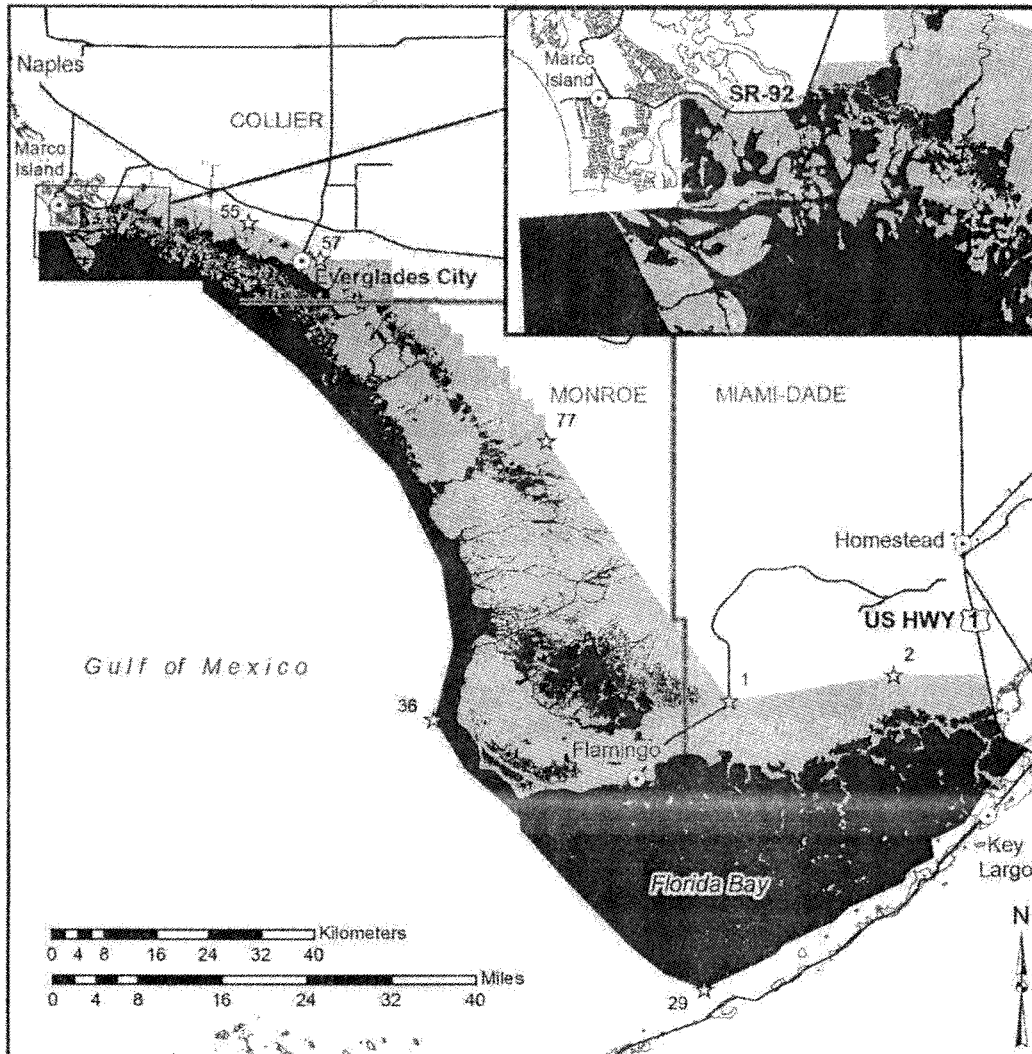 Naples
COLLIER
Marco
Island
55
57
Everglades City
Marco
Island
SR-92
MONROE
MIAMI-DADE
77
Homestead
US HWY 1
Gulf of Mexico
36
1
2
Flamingo
Florida Bay
Key
Largo
Kilometers
0 4 8 16 24 32 40
Miles
0 2 4 8 16 24 32 40
29
N